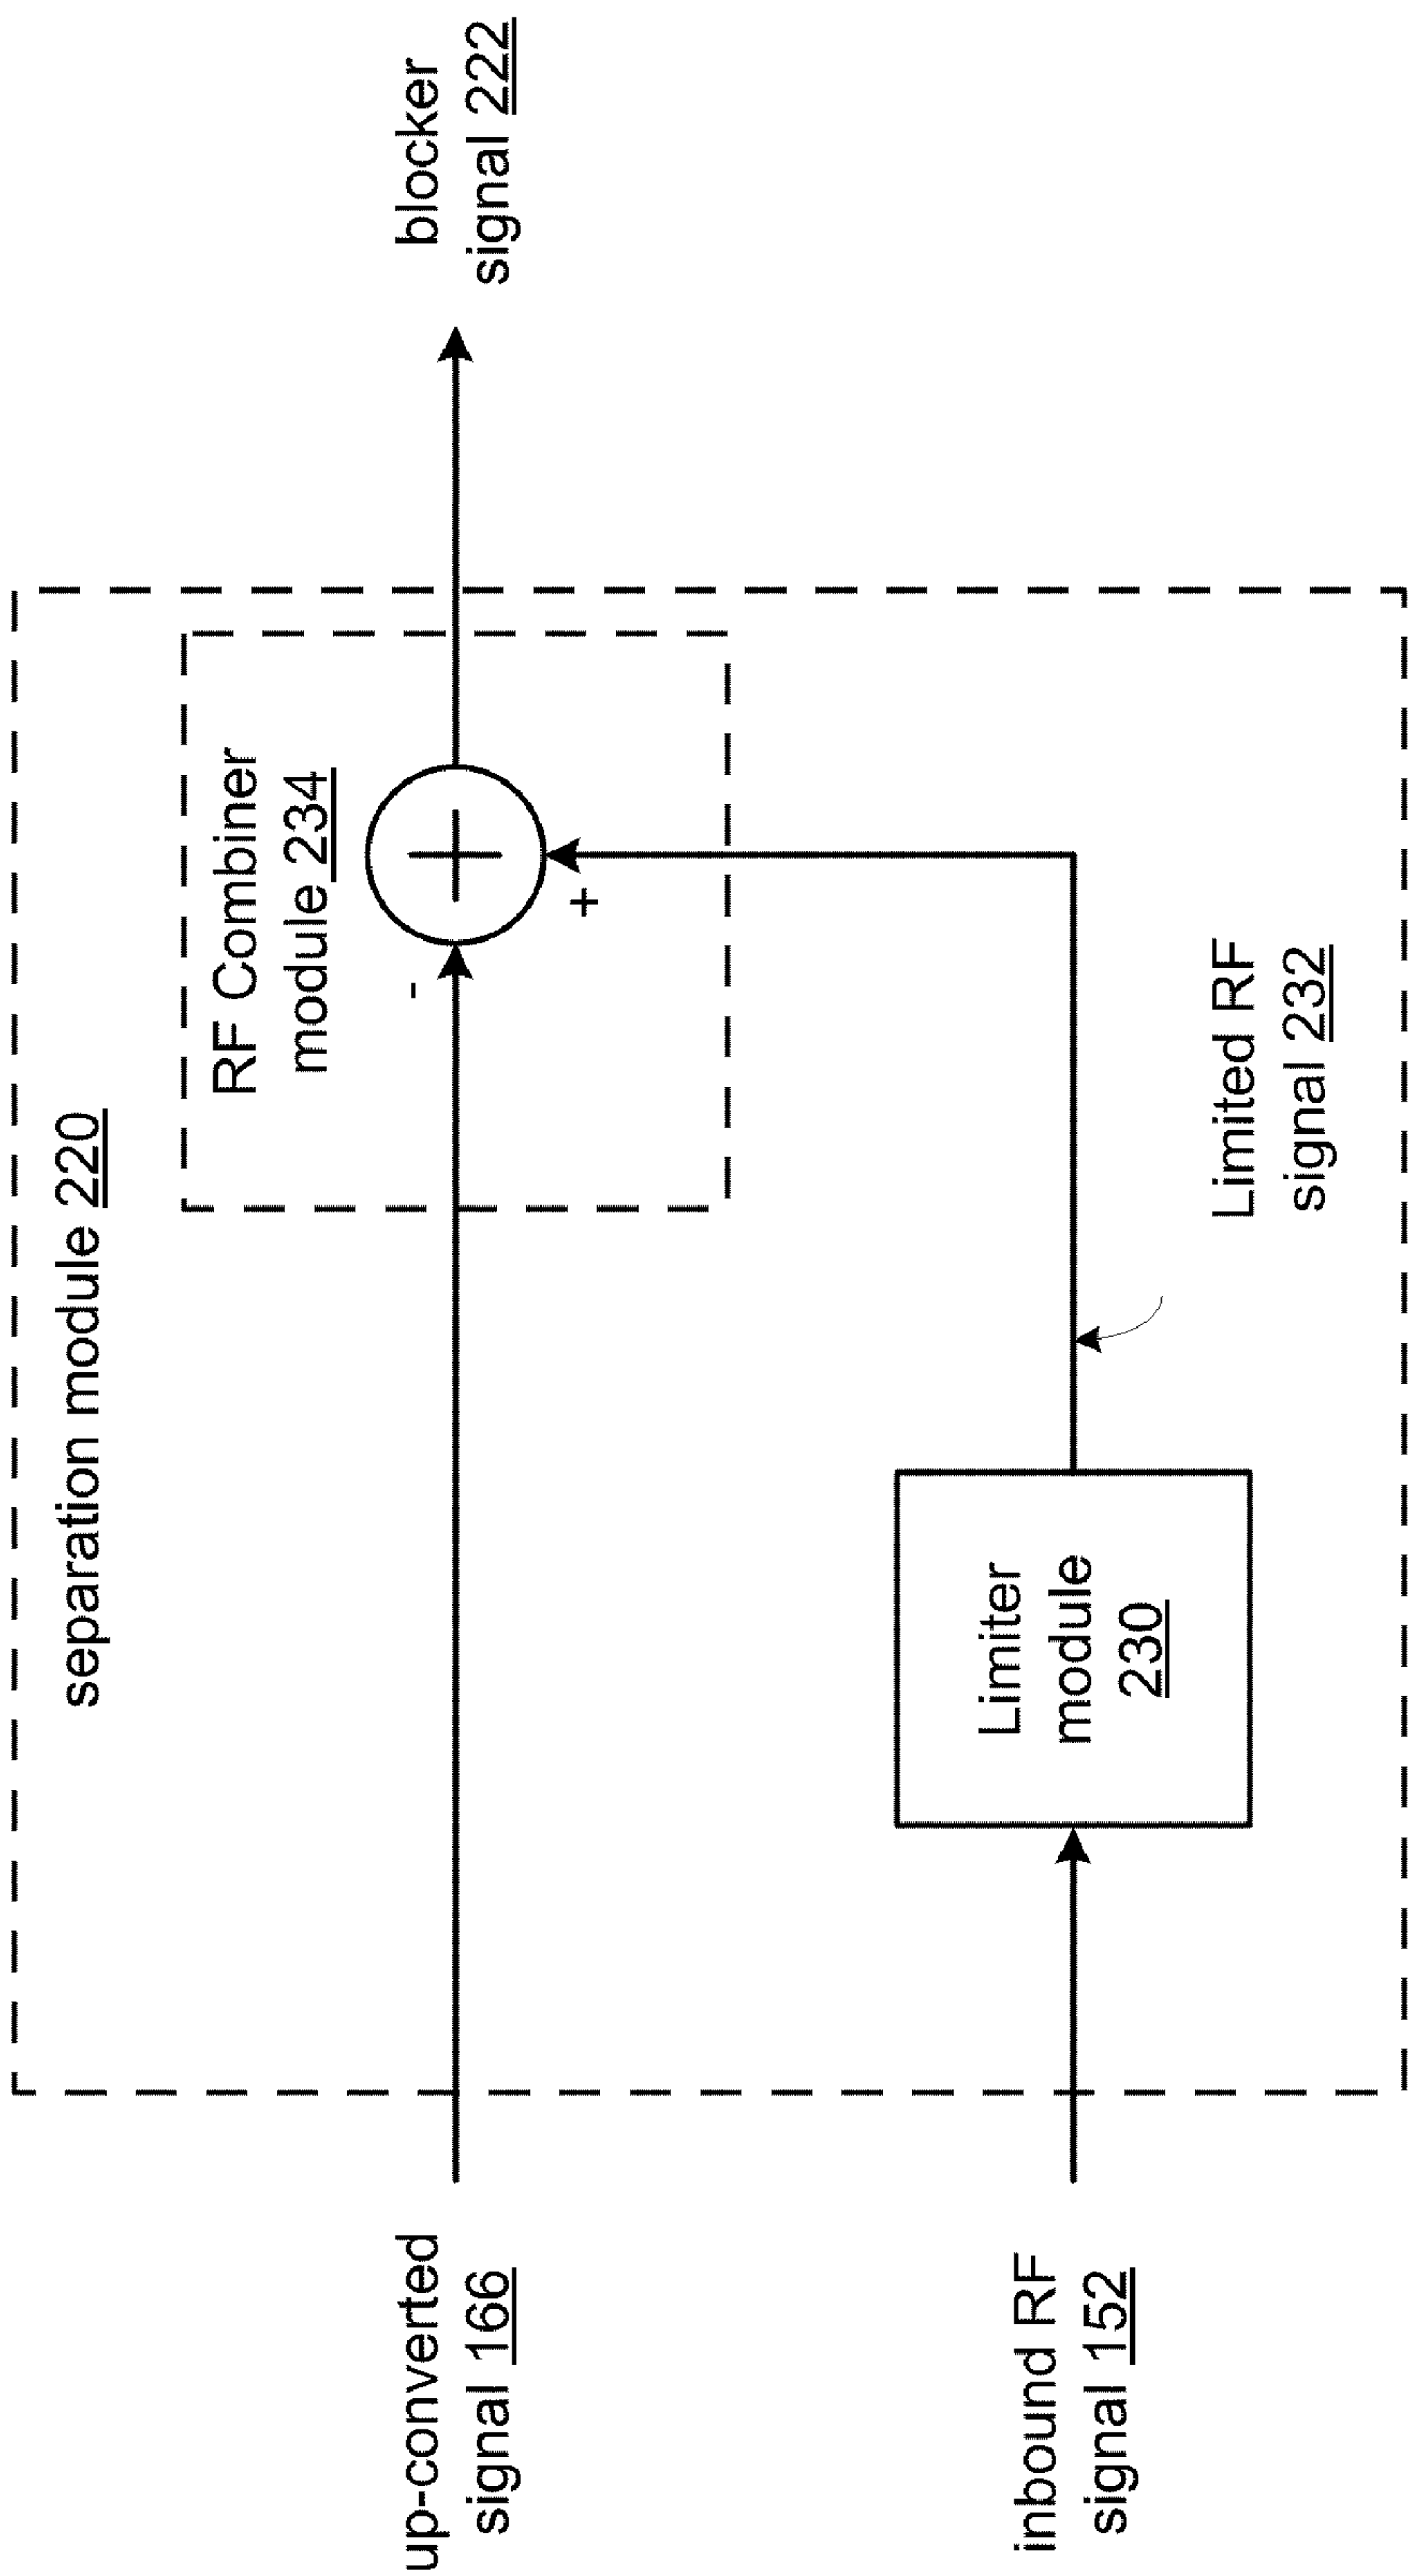 separation module 220
RF Combiner
module 234
-
+
up-converted
signal 166
blocker
signal 222
inbound RF
signal 152
Limiter
module
230
Limited RF
signal 232